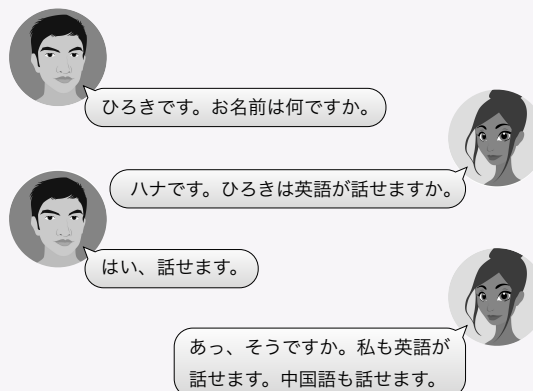 ひろきです。お名前は何ですか。
ハナです。ひろきは英語が話せますか。
はい、話せます。
あっ、そうですか。私も英語が
話せます。中国語も話せます。